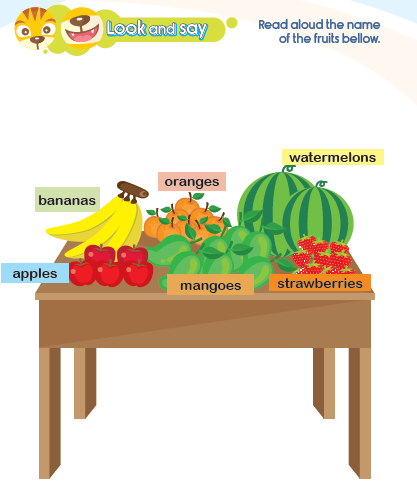 Look and say
Read aloud the name
of the fruits bellow.
watermelons
oranges
bananas
apples
mangoes
strawberries